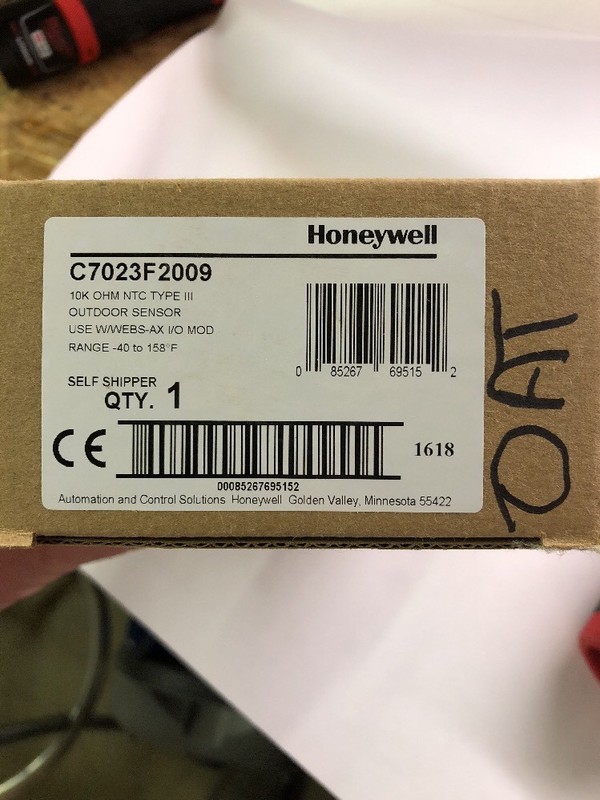 Honeywell
C7023F2009
10K OHM NTC TYPE III
OUTDOOR SENSOR
USE W/WEBS-AX I/O MOD
RANGE -40 to 158°F
0 85267 69515 2
SELF SHIPPER
QTY. 1
CE
1618
00085267695152
Automation and Control Solutions Honeywell Golden Valley, Minnesota 55422
OAT